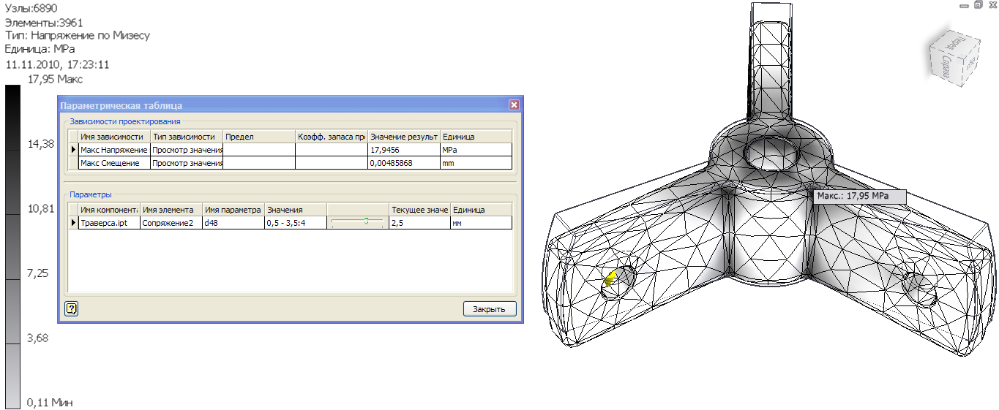 Узлы:6890
Элементы:3961
Тип: Напряжение по Мизесу
Единица: MPa
11.11.2010, 17:23:11
17,95 Макс
14,38
10,81
7,25
3,68
0,11 Мин
Параметрическая таблица
Зависимости проектирования
Имя зависимости Тип зависимости Предел Коэфф. запаса про Значение результ Единица
Макс Напряжение Просмотр значения 17,9456 MPa
Макс Смещение Просмотр значения 0,00485868 mm
Параметры
Имя компонент Имя элемента Имя параметра Значения Текущее значе Единица
Траверса.ipt Сопряжение2 d48 0,5 - 3,5:4 2,5 мм
?
Закрыть
Перед
Справа
Макс.: 17,95 MPa